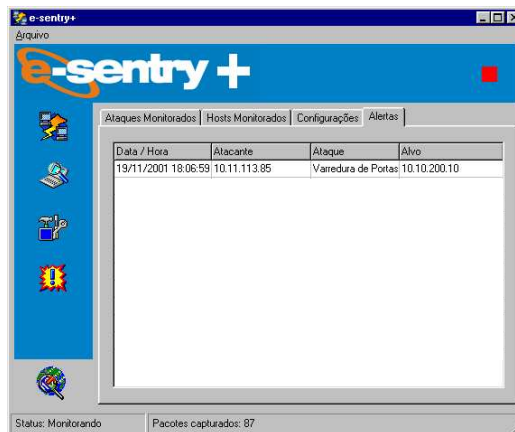 e-sentry+
Arquivo
e-sentry +
Ataques Monitorados Hosts Monitorados Configurações Alertas
Data / Hora Atacante Ataque Alvo
19/11/2001 18:06:59 10.11.113.85 Varredura de Portas 10.10.200.10
Status: Monitorando Pacotes capturados: 87